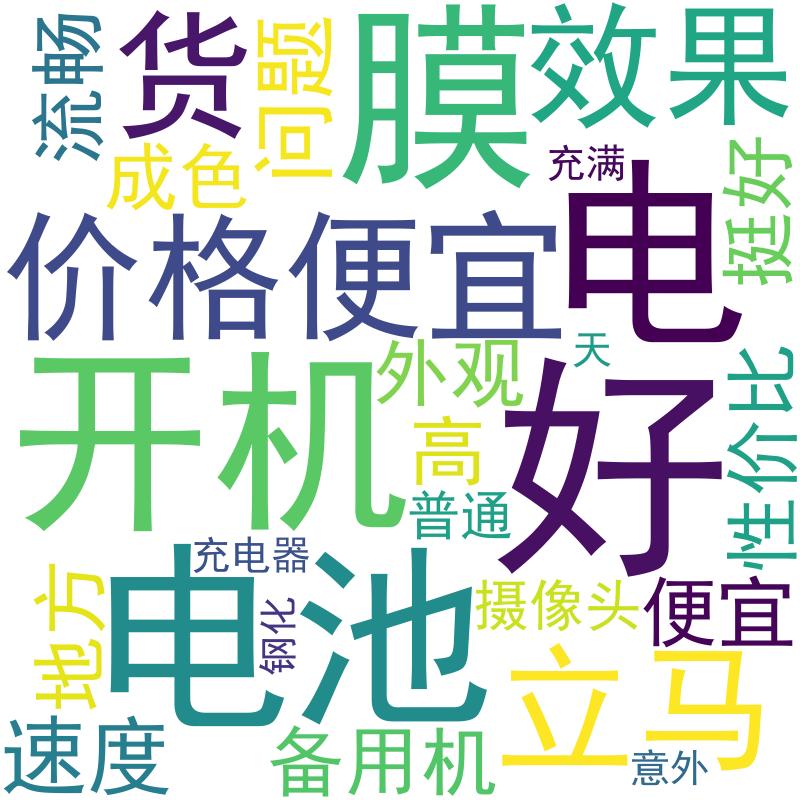 流畅
货
问题
膜
效果
成色
充满
挺好
价格便宜
电
天
开机
外观
好
性价比
高
普通
电池
充电器
钢化
地方
摄像头
便宜
立马
速度
备用机
意外